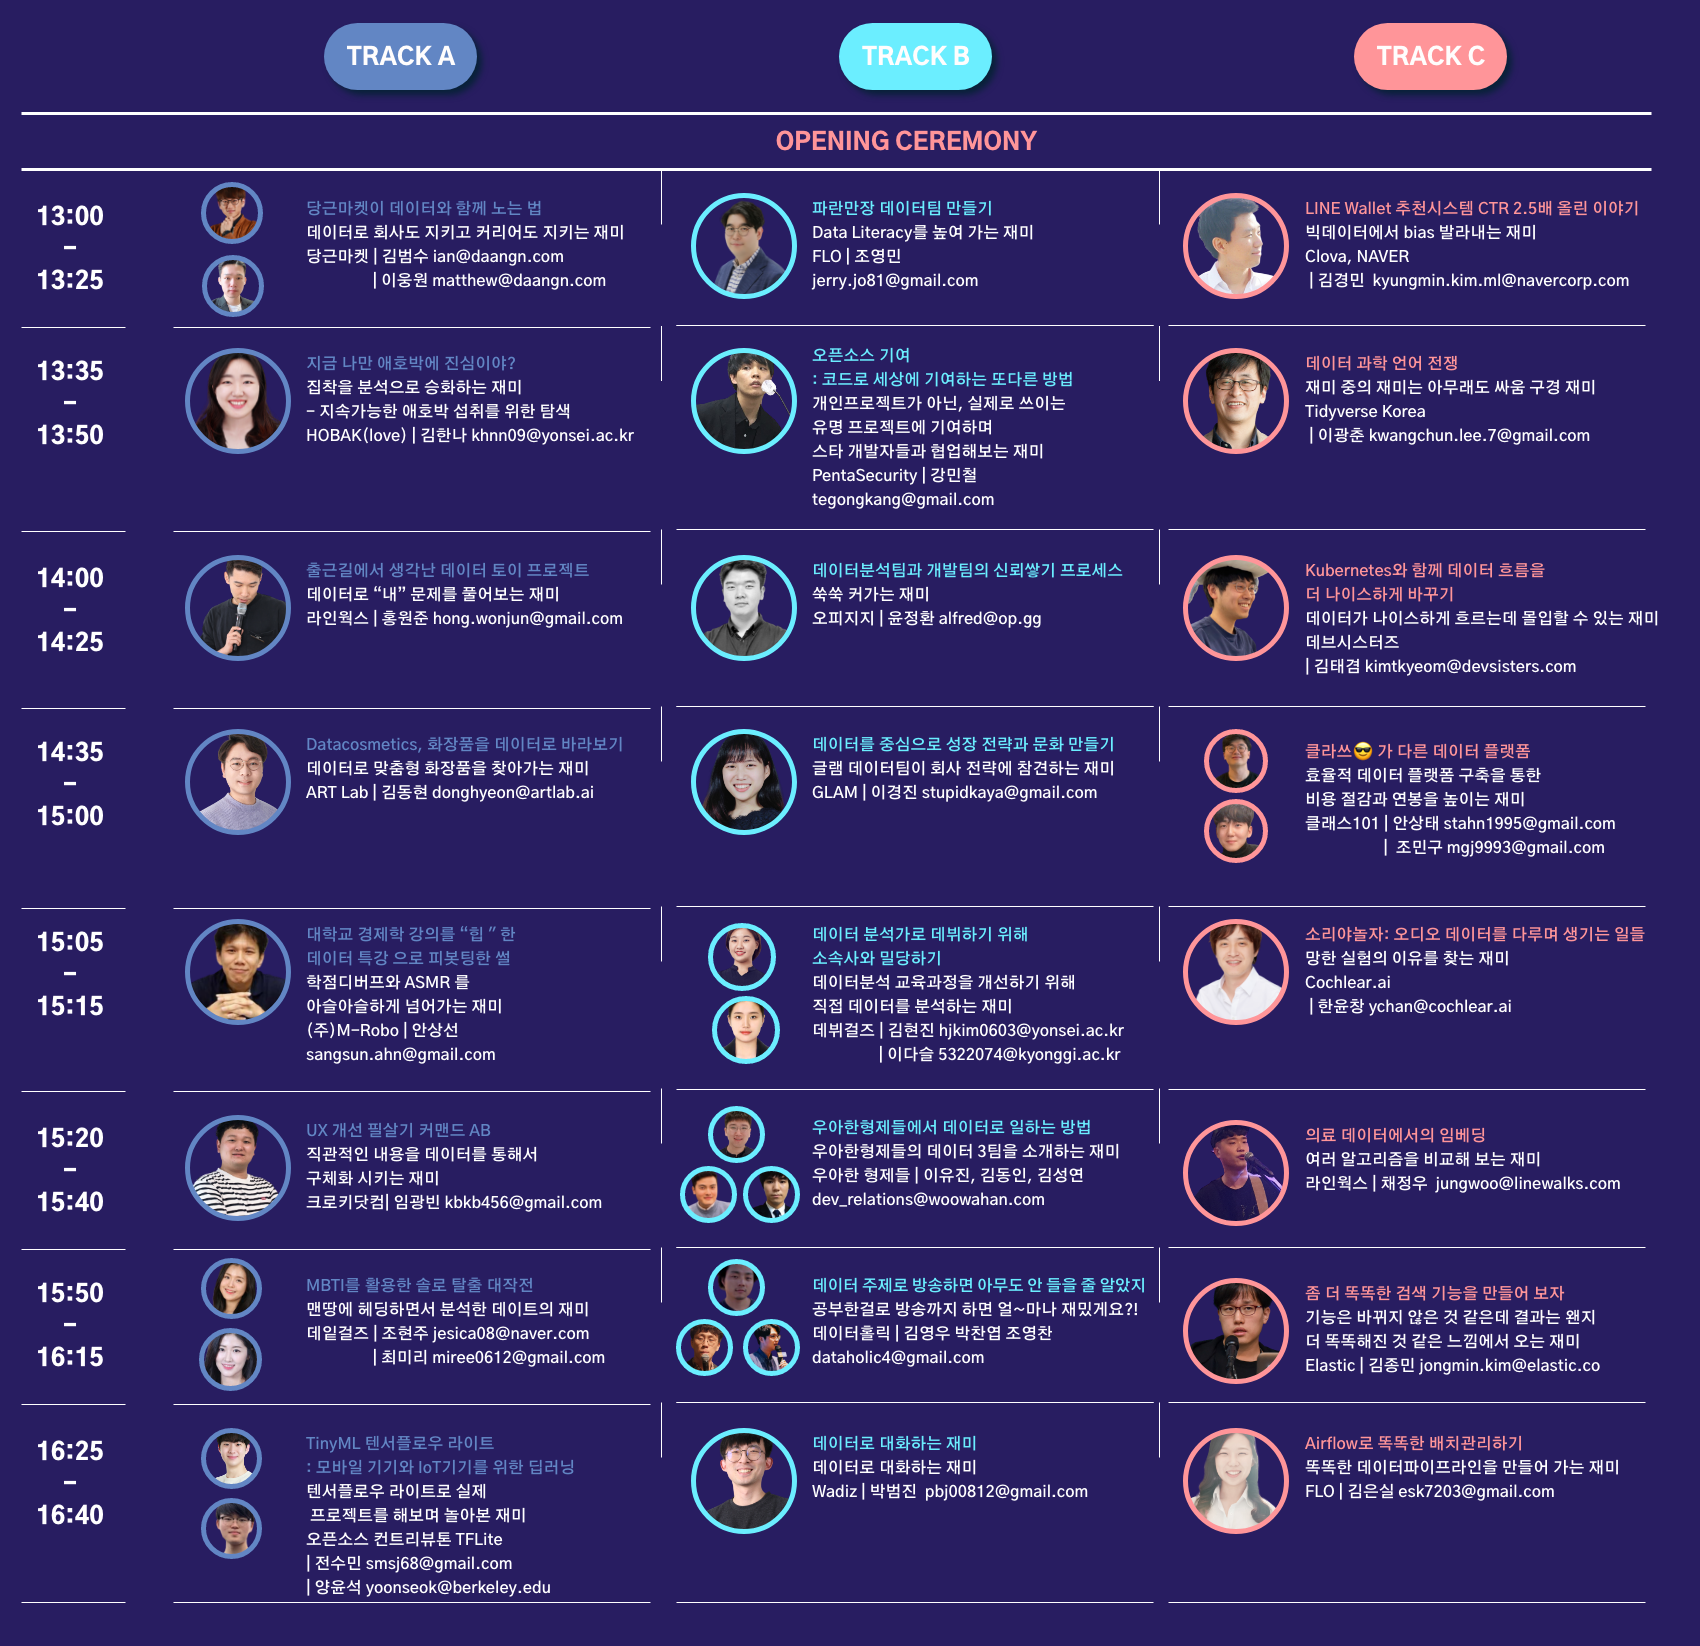 TRACK A
TRACK B
TRACK C
OPENING CEREMONY
13:00
–
13:25
당근마켓이 데이터와 함께 노는 법
데이터로 회사도 지키고 커리어도 지키는 재미
당근마켓 | 김범수 ian@daangn.com
| 이웅원 matthew@daangn.com
파란만장 데이터팀 만들기
Data Literacy를 높여 가는 재미
FLO | 조영민
jerry.jo81@gmail.com
LINE Wallet 추천시스템 CTR 2.5배 올린 이야기
빅데이터에서 bias 발라내는 재미
Clova, NAVER
| 김경민 kyungmin.kim.ml@navercorp.com
13:35
–
13:50
지금 나만 애호박에 진심이야?
집착을 분석으로 승화하는 재미
– 지속가능한 애호박 섭취를 위한 탐색
HOBAK(love) | 김한나 khnn09@yonsei.ac.kr
오픈소스 기여
: 코드로 세상에 기여하는 또다른 방법
개인프로젝트가 아닌, 실제로 쓰이는
유명 프로젝트에 기여하며
스타 개발자들과 협업해보는 재미
PentaSecurity | 강민철
tegongkang@gmail.com
데이터 과학 언어 전쟁
재미 중의 재미는 아무래도 싸움 구경 재미
Tidyverse Korea
| 이광춘 kwangchun.lee.7@gmail.com
14:00
–
14:25
출근길에서 생각난 데이터 토이 프로젝트
데이터로 “내” 문제를 풀어보는 재미
라인웍스 | 홍원준 hong.wonjun@gmail.com
데이터분석팀과 개발팀의 신뢰쌓기 프로세스
쑥쑥 커가는 재미
오피지지 | 윤정환 alfred@op.gg
Kubernetes와 함께 데이터 흐름을
더 나이스하게 바꾸기
데이터가 나이스하게 흐르는데 몰입할 수 있는 재미
데브시스터즈
| 김태겸 kimtkyeom@devsisters.com
14:35
–
15:00
Datacosmetics, 화장품을 데이터로 바라보기
데이터로 맞춤형 화장품을 찾아가는 재미
ART Lab | 김동현 donghyeon@artlab.ai
데이터를 중심으로 성장 전략과 문화 만들기
글램 데이터팀이 회사 전략에 참견하는 재미
GLAM | 이경진 stupidkaya@gmail.com
클라쓰😎 가 다른 데이터 플랫폼
효율적 데이터 플랫폼 구축을 통한
비용 절감과 연봉을 높이는 재미
클래스101 | 안상태 stahn1995@gmail.com
| 조민구 mgj9993@gmail.com
15:05
–
15:15
대학교 경제학 강의를 “힙 ” 한
데이터 특강 으로 피봇팅한 썰
학점디버프와 ASMR 를
아슬아슬하게 넘어가는 재미
(주)M-Robo | 안상선
sangsun.ahn@gmail.com
데이터 분석가로 데뷔하기 위해
소속사와 밀당하기
데이터분석 교육과정을 개선하기 위해
직접 데이터를 분석하는 재미
데뷔걸즈 | 김현진 hjkim0603@yonsei.ac.kr
| 이다슬 5322074@kyonggi.ac.kr
소리야놀자: 오디오 데이터를 다루며 생기는 일들
망한 실험의 이유를 찾는 재미
Cochlear.ai
| 한윤창 ychan@cochlear.ai
15:20
–
15:40
UX 개선 필살기 커맨드 AB
직관적인 내용을 데이터를 통해서
구체화 시키는 재미
크로키닷컴| 임광빈 kbkb456@gmail.com
우아한형제들에서 데이터로 일하는 방법
우아한형제들의 데이터 3팀을 소개하는 재미
우아한 형제들 | 이유진, 김동인, 김성연
dev_relations@woowahan.com
의료 데이터에서의 임베딩
여러 알고리즘을 비교해 보는 재미
라인웍스 | 채정우 jungwoo@linewalks.com
15:50
–
16:15
MBTI를 활용한 솔로 탈출 대작전
맨땅에 헤딩하면서 분석한 데이트의 재미
데잍걸즈 | 조현주 jesica08@naver.com
| 최미리 miree0612@gmail.com
데이터 주제로 방송하면 아무도 안 들을 줄 알았지
공부한걸로 방송까지 하면 얼~마나 재밌게요?!
데이터홀릭 | 김영우 박찬엽 조영찬
dataholic4@gmail.com
좀 더 똑똑한 검색 기능을 만들어 보자
기능은 바뀌지 않은 것 같은데 결과는 왠지
더 똑똑해진 것 같은 느낌에서 오는 재미
Elastic | 김종민 jongmin.kim@elastic.co
16:25
–
16:40
TinyML 텐서플로우 라이트
: 모바일 기기와 IoT기기를 위한 딥러닝
텐서플로우 라이트로 실제
프로젝트를 해보며 놀아본 재미
오픈소스 컨트리뷰톤 TFLite
| 전수민 smsj68@gmail.com
| 양윤석 yoonseok@berkeley.edu
데이터로 대화하는 재미
데이터로 대화하는 재미
Wadiz | 박범진 pbj00812@gmail.com
Airflow로 똑똑한 배치관리하기
똑똑한 데이터파이프라인을 만들어 가는 재미
FLO | 김은실 esk7203@gmail.com